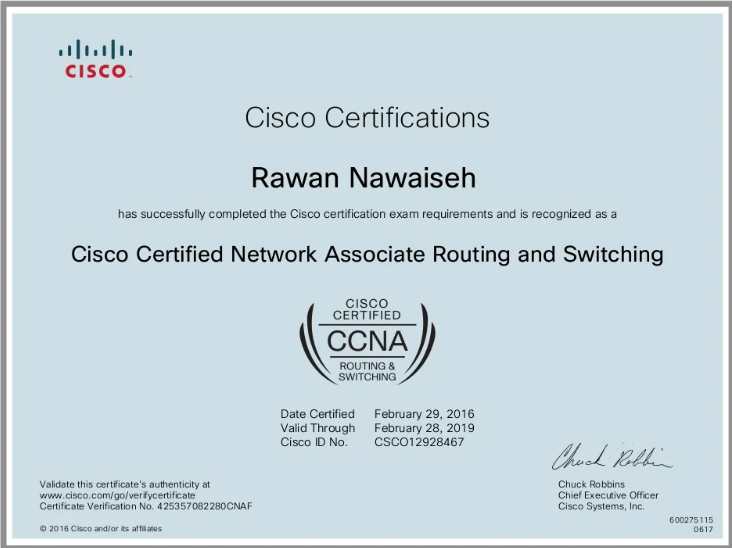 CISCO
Cisco Certifications
Rawan Nawaiseh
has successfully completed the Cisco certification exam requirements and is recognized as a
Cisco Certified Network Associate Routing and Switching
CISCO
CERTIFIED
CCNA
ROUTING &
SWITCHING
Date Certified February 29, 2016
Valid Through February 28, 2019
Cisco ID No. CSCO12928467
Chuck Robbins
Validate this certificate's authenticity at
www.cisco.com/go/verifycertificate
Certificate Verification No. 425357082280CNAF
© 2016 Cisco and/or its affiliates
Chuck Robbins
Chief Executive Officer
Cisco Systems, Inc.
600275115
0617